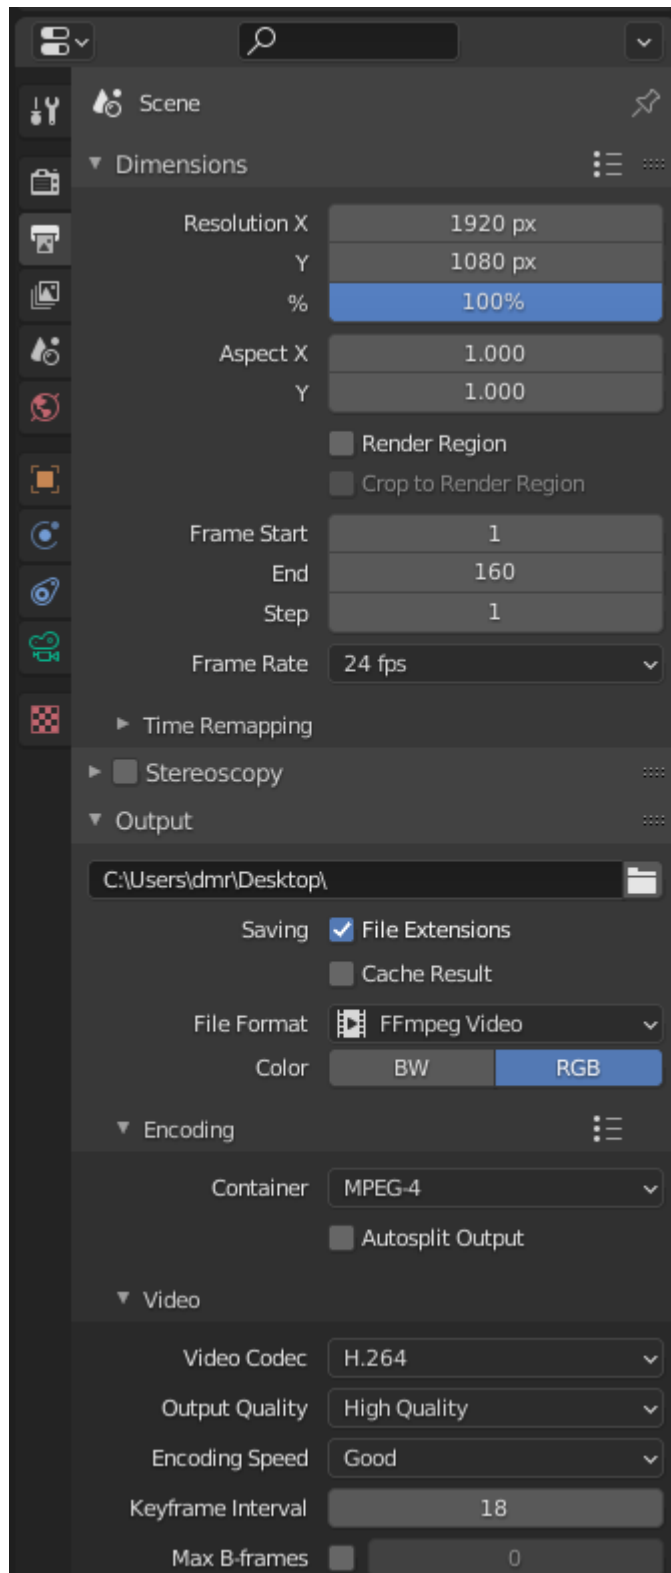 Scene
Dimensions
Resolution X 1920 px
Y 1080 px
% 100%
Aspect X 1.000
Y 1.000
Render Region
Crop to Render Region
Frame Start 1
End 160
Step 1
Frame Rate 24 fps
Time Remapping
Stereoscopy
Output
C:\Users\dmr\Desktop\
Saving File Extensions
Cache Result
File Format FFmpeg Video
Color BW RGB
Encoding
Container MPEG-4
Autosplit Output
Video
Video Codec H.264
Output Quality High Quality
Encoding Speed Good
Keyframe Interval 18
Max B-frames 0